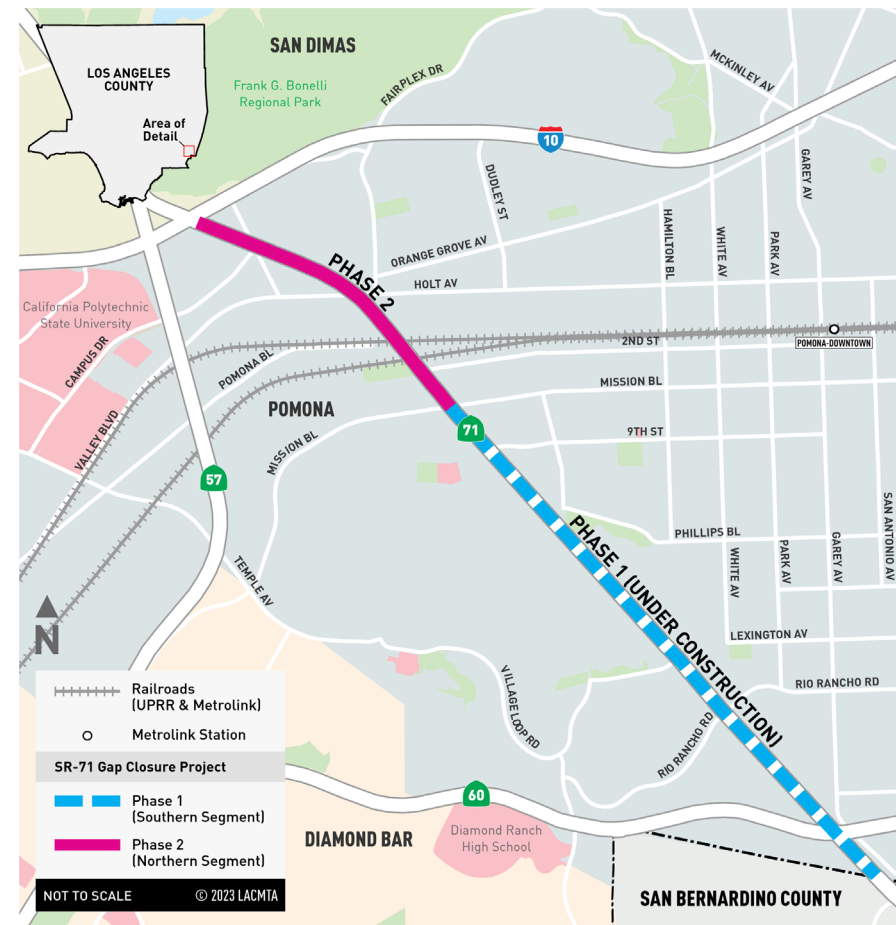 SAN DIMAS
LOS ANGELES
COUNTY
Frank G. Bonelli
Regional Park
FAIRPLEX DR
MCKINLEY AV
Area of
Detail
10
DUDLEY ST
GAREY AV
HAMILTON BL
WHITE AV
PARK AV
ORANGE GROVE AV
PHASE 2
HOLT AV
California Polytechnic
State University
CAMPUS DR
POMONA BL
2ND ST
POMONA-DOWNTOWN
MISSION BL
POMONA
71
9TH ST
MISSION BL
VALLEY BLVD
57
PHASE 1 (UNDER CONSTRUCTION)
SAN ANTONIO AV
PHILLIPS BL
WHITE AV
PARK AV
GAREY AV
TEMPLE AV
N
LEXINGTON AV
VILLAGE LOOP RD
RIO RANCHO RD
RIO RANCHO RD
Railroads
(UPRR & Metrolink)
Metrolink Station
SR-71 Gap Closure Project
Phase 1
(Southern Segment)
Phase 2
(Northern Segment)
60
DIAMOND BAR
Diamond Ranch
High School
SAN BERNARDINO COUNTY
NOT TO SCALE © 2023 LACMTA